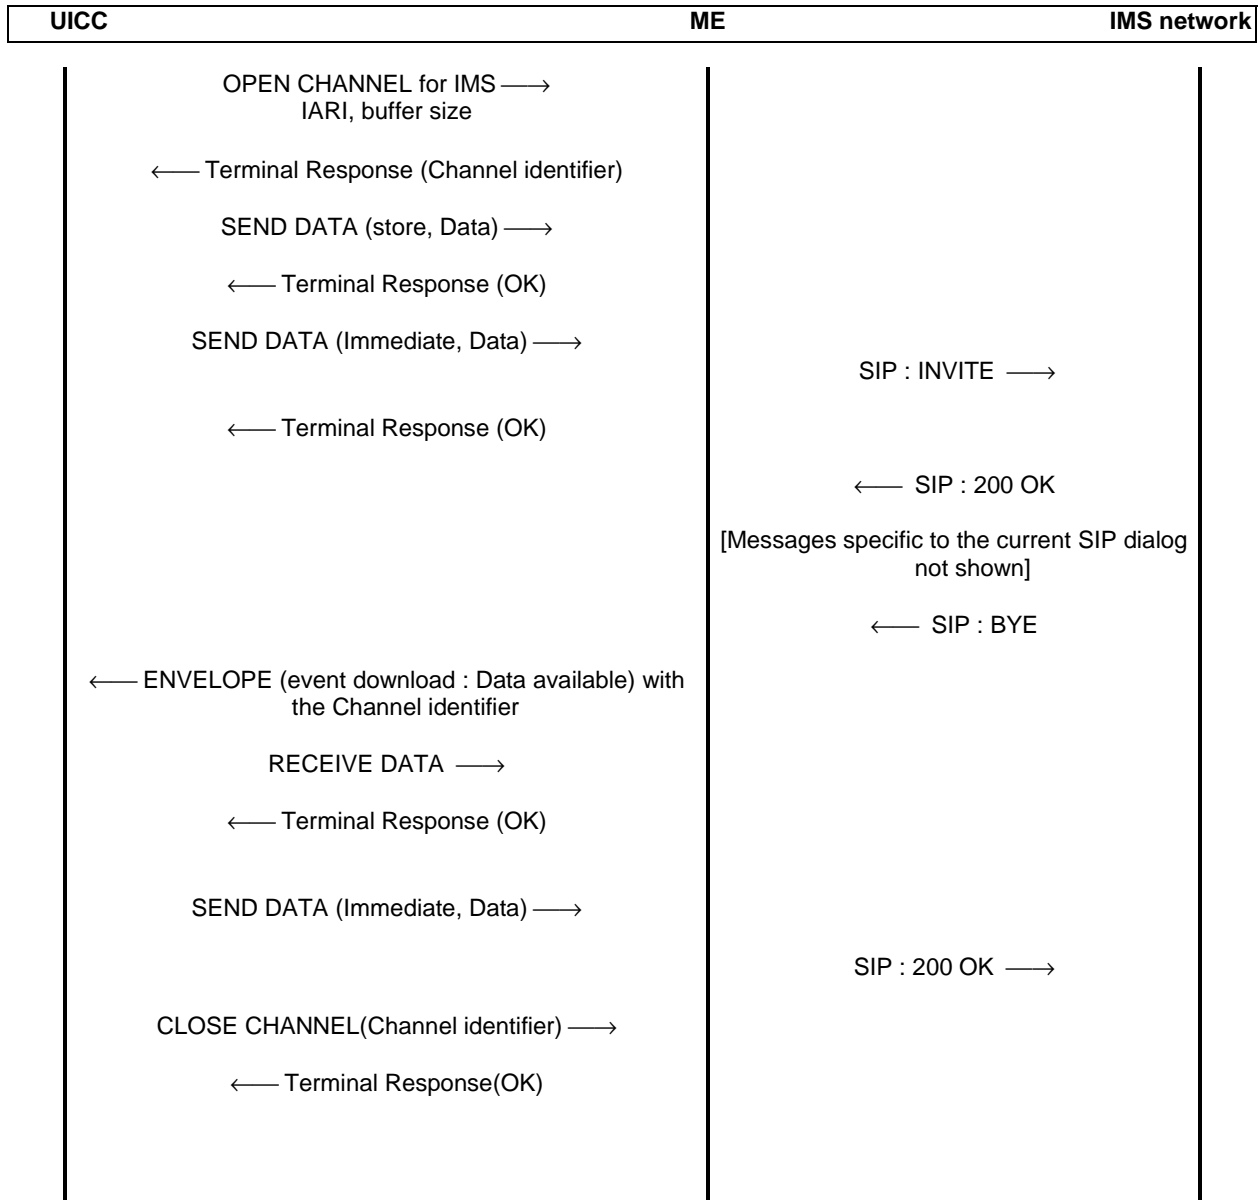 UICC ME IMS network
OPEN CHANNEL for IMS ⟶
IARI, buffer size
⟵ Terminal Response (Channel identifier)
SEND DATA (store, Data) ⟶
⟵ Terminal Response (OK)
SEND DATA (Immediate, Data) ⟶
SIP : INVITE ⟶
⟵ Terminal Response (OK)
⟵ SIP : 200 OK
[Messages specific to the current SIP dialog
not shown]
⟵ SIP : BYE
⟵ ENVELOPE (event download : Data available) with
the Channel identifier
RECEIVE DATA ⟶
⟵ Terminal Response (OK)
SEND DATA (Immediate, Data) ⟶
SIP : 200 OK ⟶
CLOSE CHANNEL(Channel identifier) ⟶
⟵ Terminal Response(OK)